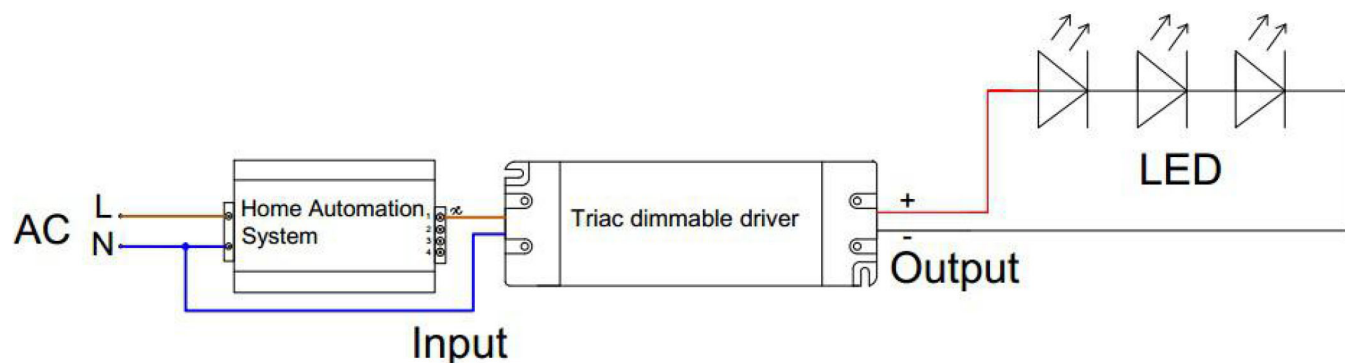 AC
L
N
Home Automation
System
1
2
3
4
Input
Triac dimmable driver
+
-
Output
LED